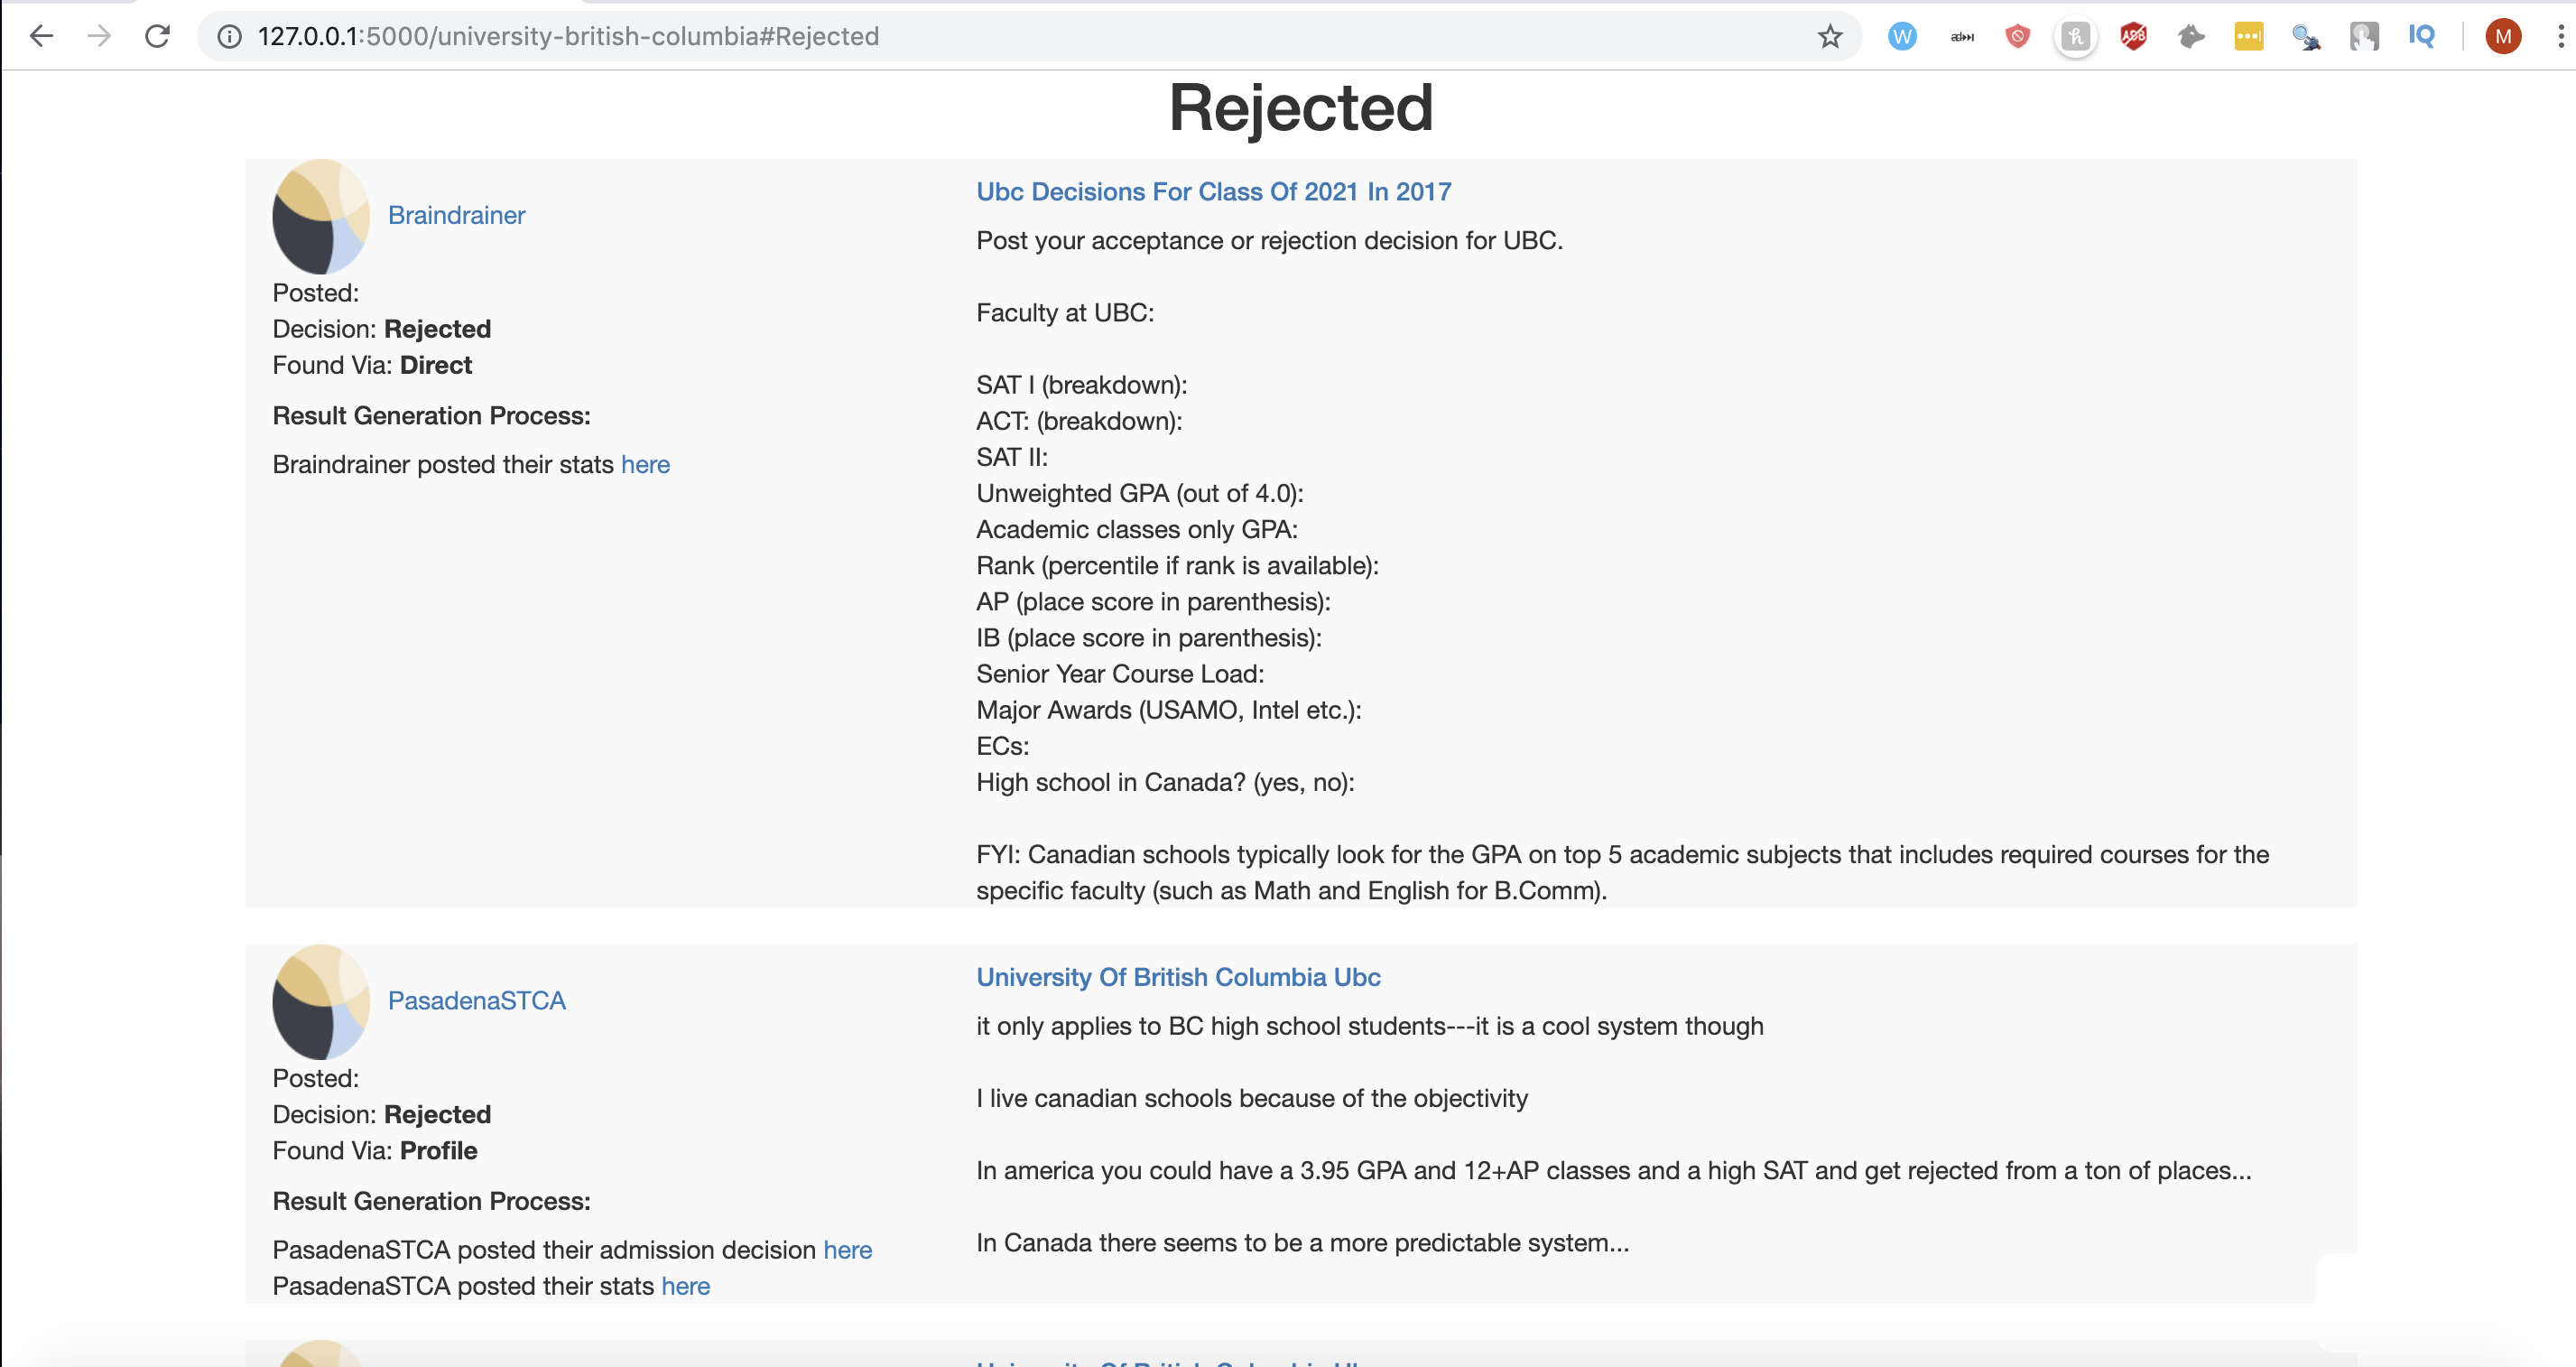 127.0.0.1:5000/university-british-columbia#Rejected
W
ABP
IQ
M
Rejected
Braindrainer
Posted:
Decision: Rejected
Found Via: Direct
Result Generation Process:
Braindrainer posted their stats here
Ubc Decisions For Class Of 2021 In 2017
Post your acceptance or rejection decision for UBC.
Faculty at UBC:
SAT I (breakdown):
ACT: (breakdown):
SAT II:
Unweighted GPA (out of 4.0):
Academic classes only GPA:
Rank (percentile if rank is available):
AP (place score in parenthesis):
IB (place score in parenthesis):
Senior Year Course Load:
Major Awards (USAMO, Intel etc.):
ECs:
High school in Canada? (yes, no):
FYI: Canadian schools typically look for the GPA on top 5 academic subjects that includes required courses for the
specific faculty (such as Math and English for B.Comm).
PasadenaSTCA
Posted:
Decision: Rejected
Found Via: Profile
Result Generation Process:
PasadenaSTCA posted their admission decision here
PasadenaSTCA posted their stats here
University Of British Columbia Ubc
it only applies to BC high school students---it is a cool system though
I live canadian schools because of the objectivity
In america you could have a 3.95 GPA and 12+AP classes and a high SAT and get rejected from a ton of places...
In Canada there seems to be a more predictable system...